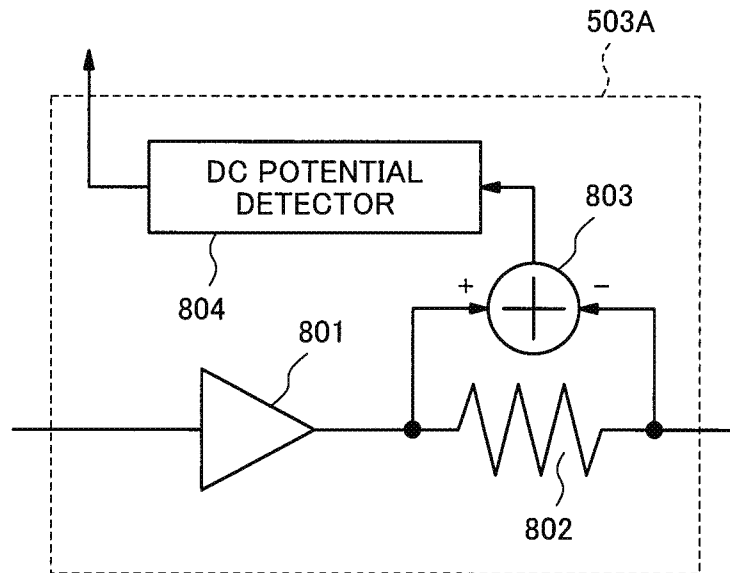 503A
DC POTENTIAL
DETECTOR
803
+
−
804
801
802